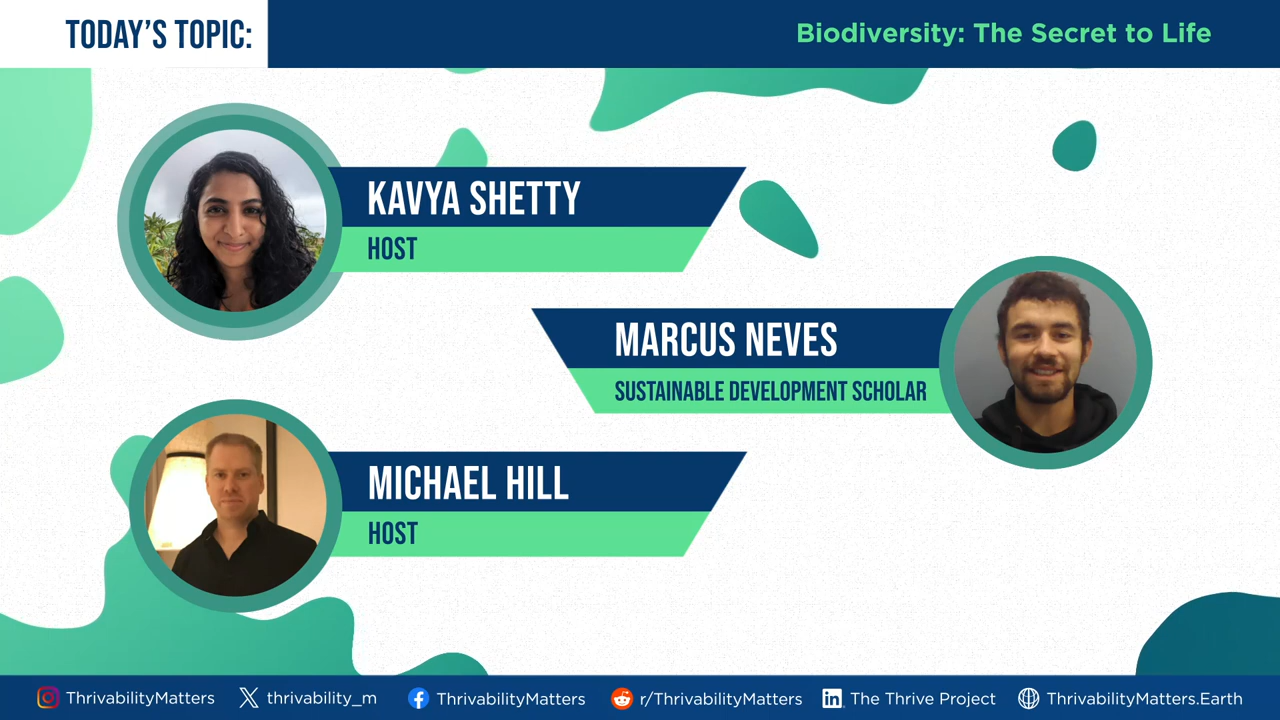 TODAY'S TOPIC:
Biodiversity: The Secret to Life
KAVYA SHETTY
HOST
MARCUS NEVES
SUSTAINABLE DEVELOPMENT SCHOLAR
MICHAEL HILL
HOST
ThrivabilityMatters thrivability_m ThrivabilityMatters r/ThrivabilityMatters The Thrive Project ThrivabilityMatters.Earth